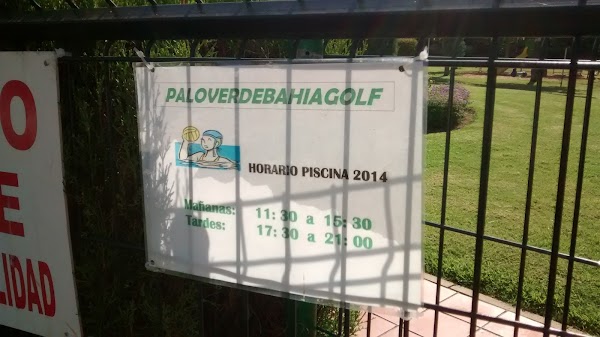 PALOVERDEBAHIAGOLF
HORARIO PISCINA 2014
Mañanas: 11:30 a 15:30
Tardes: 17:30 a 21:00
O
E
LIDAD